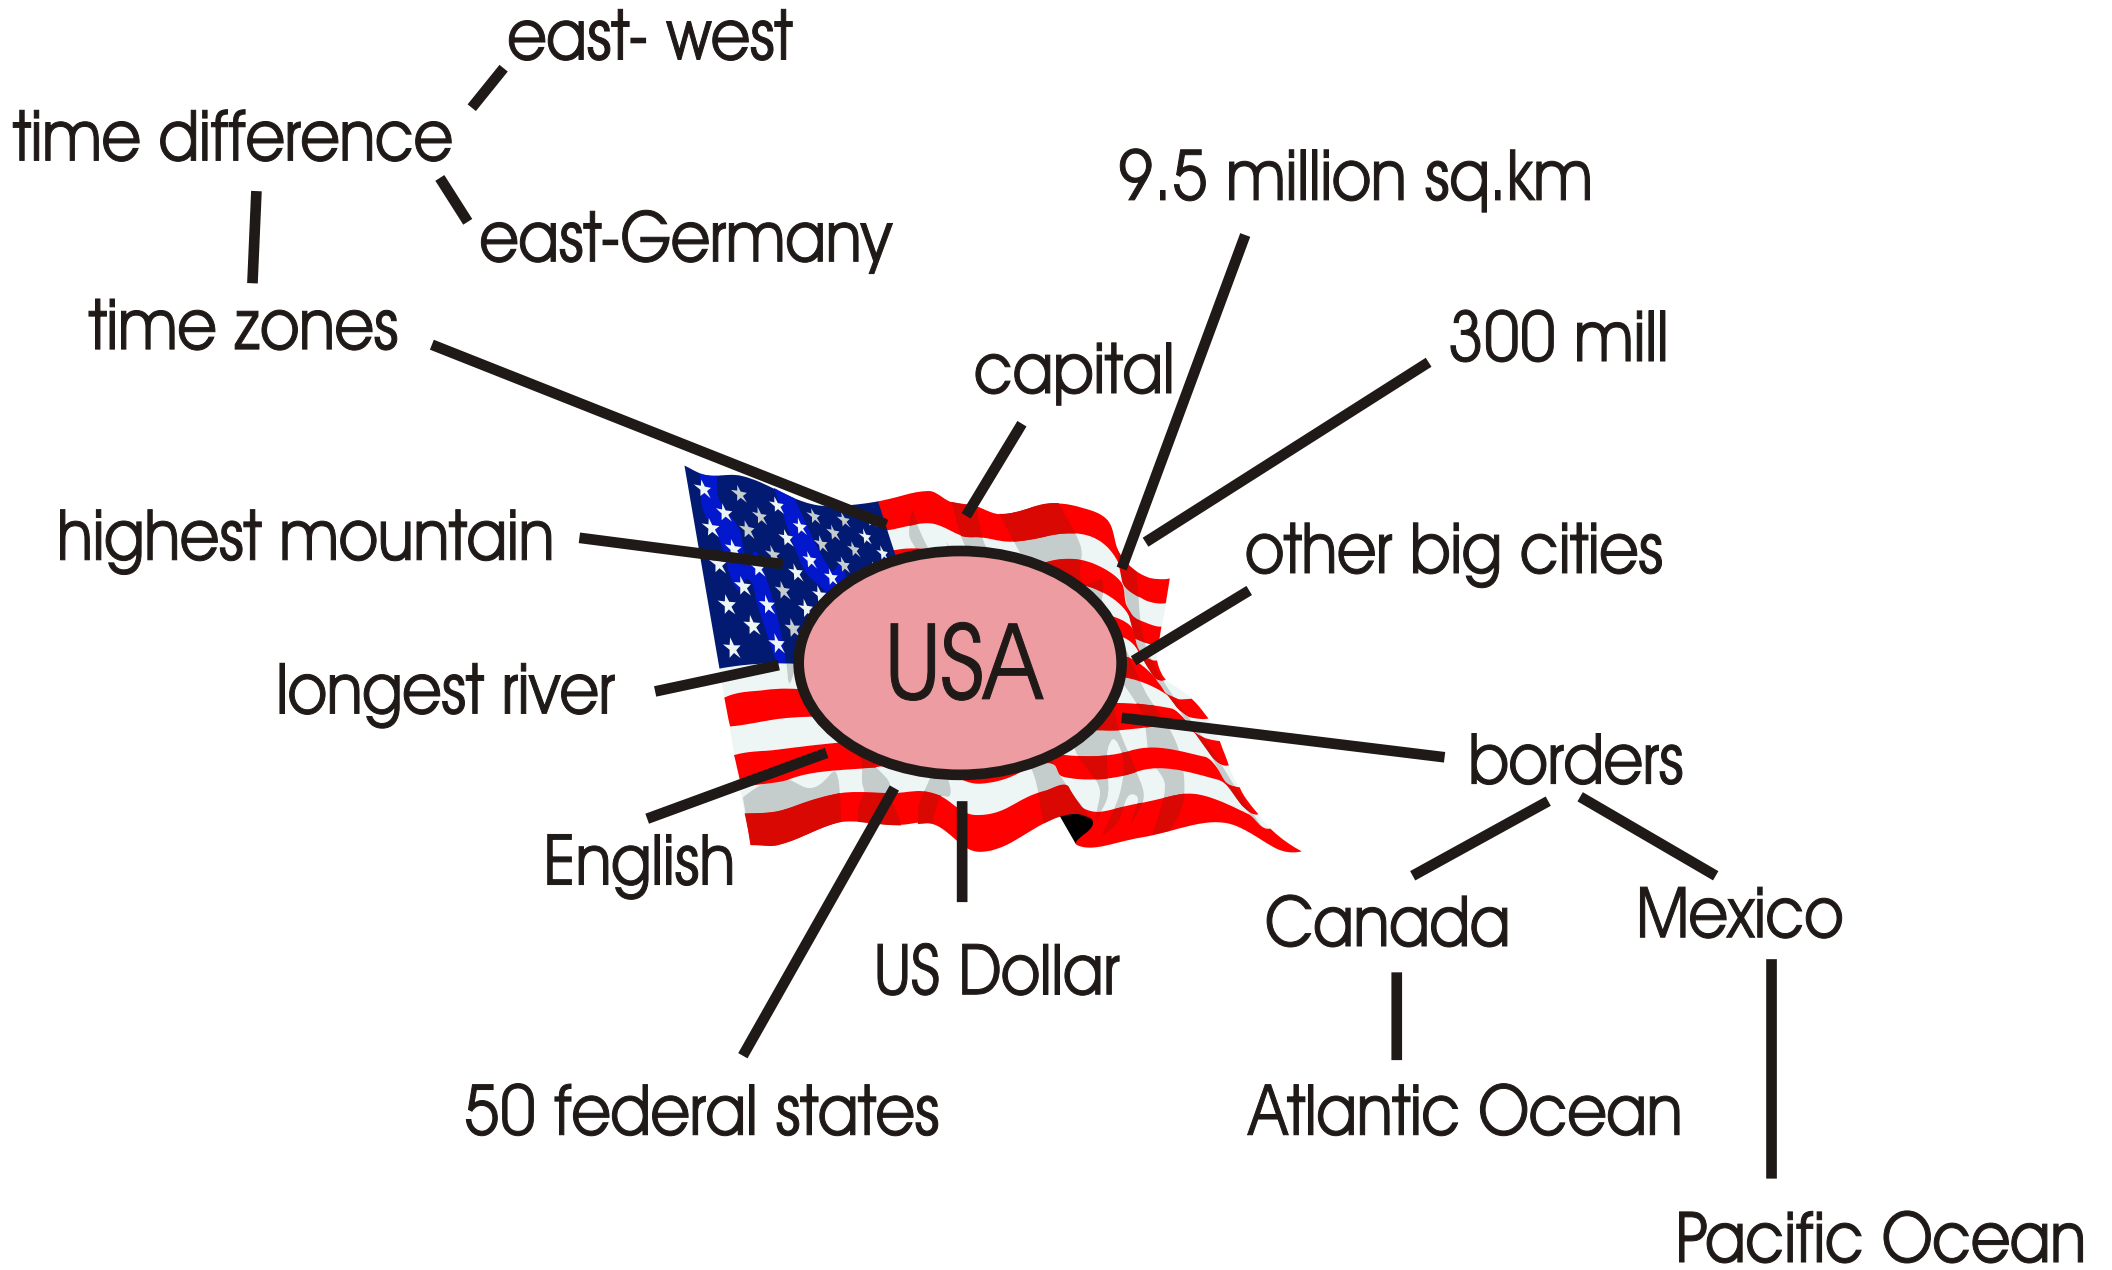 east- west
time difference
east-Germany
time zones
9.5 million sq.km
300 mill
capital
highest mountain
other big cities
longest river
USA
borders
English
US Dollar
Canada
Mexico
50 federal states
Atlantic Ocean
Pacific Ocean